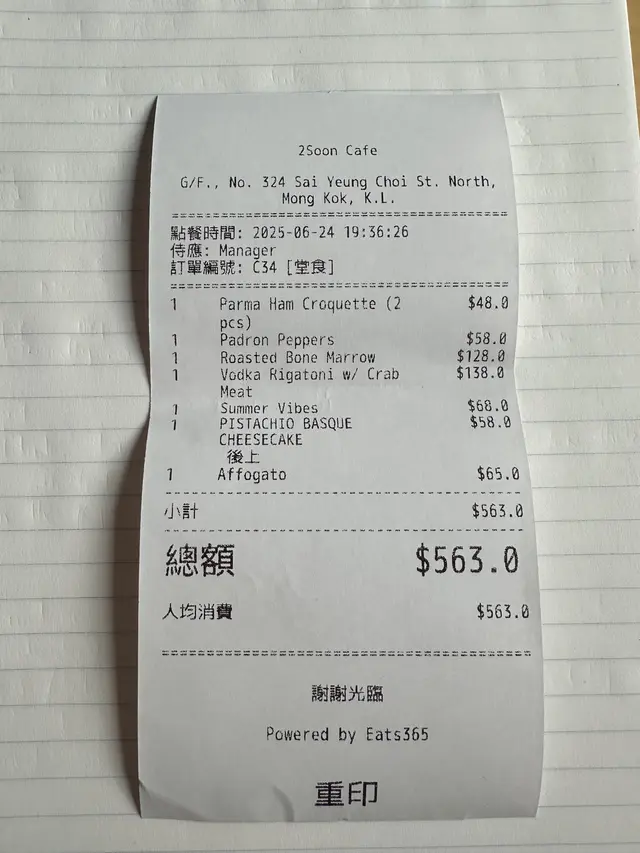 2Soon Cafe
G/F., No. 324 Sai Yeung Choi St. North,
Mong Kok, K.L.
點餐時間: 2025-06-24 19:36:26
侍應: Manager
訂單編號: C34 [堂食]
1 Parma Ham Croquette (2 $48.0
pcs)
1 Padron Peppers $58.0
1 Roasted Bone Marrow $128.0
1 Vodka Rigatoni w/ Crab $138.0
Meat
1 Summer Vibes $68.0
1 PISTACHIO BASQUE $58.0
CHEESECAKE
後上
1 Affogato $65.0
小計 $563.0
總額 $563.0
人均消費 $563.0
謝謝光臨
Powered by Eats365
重印